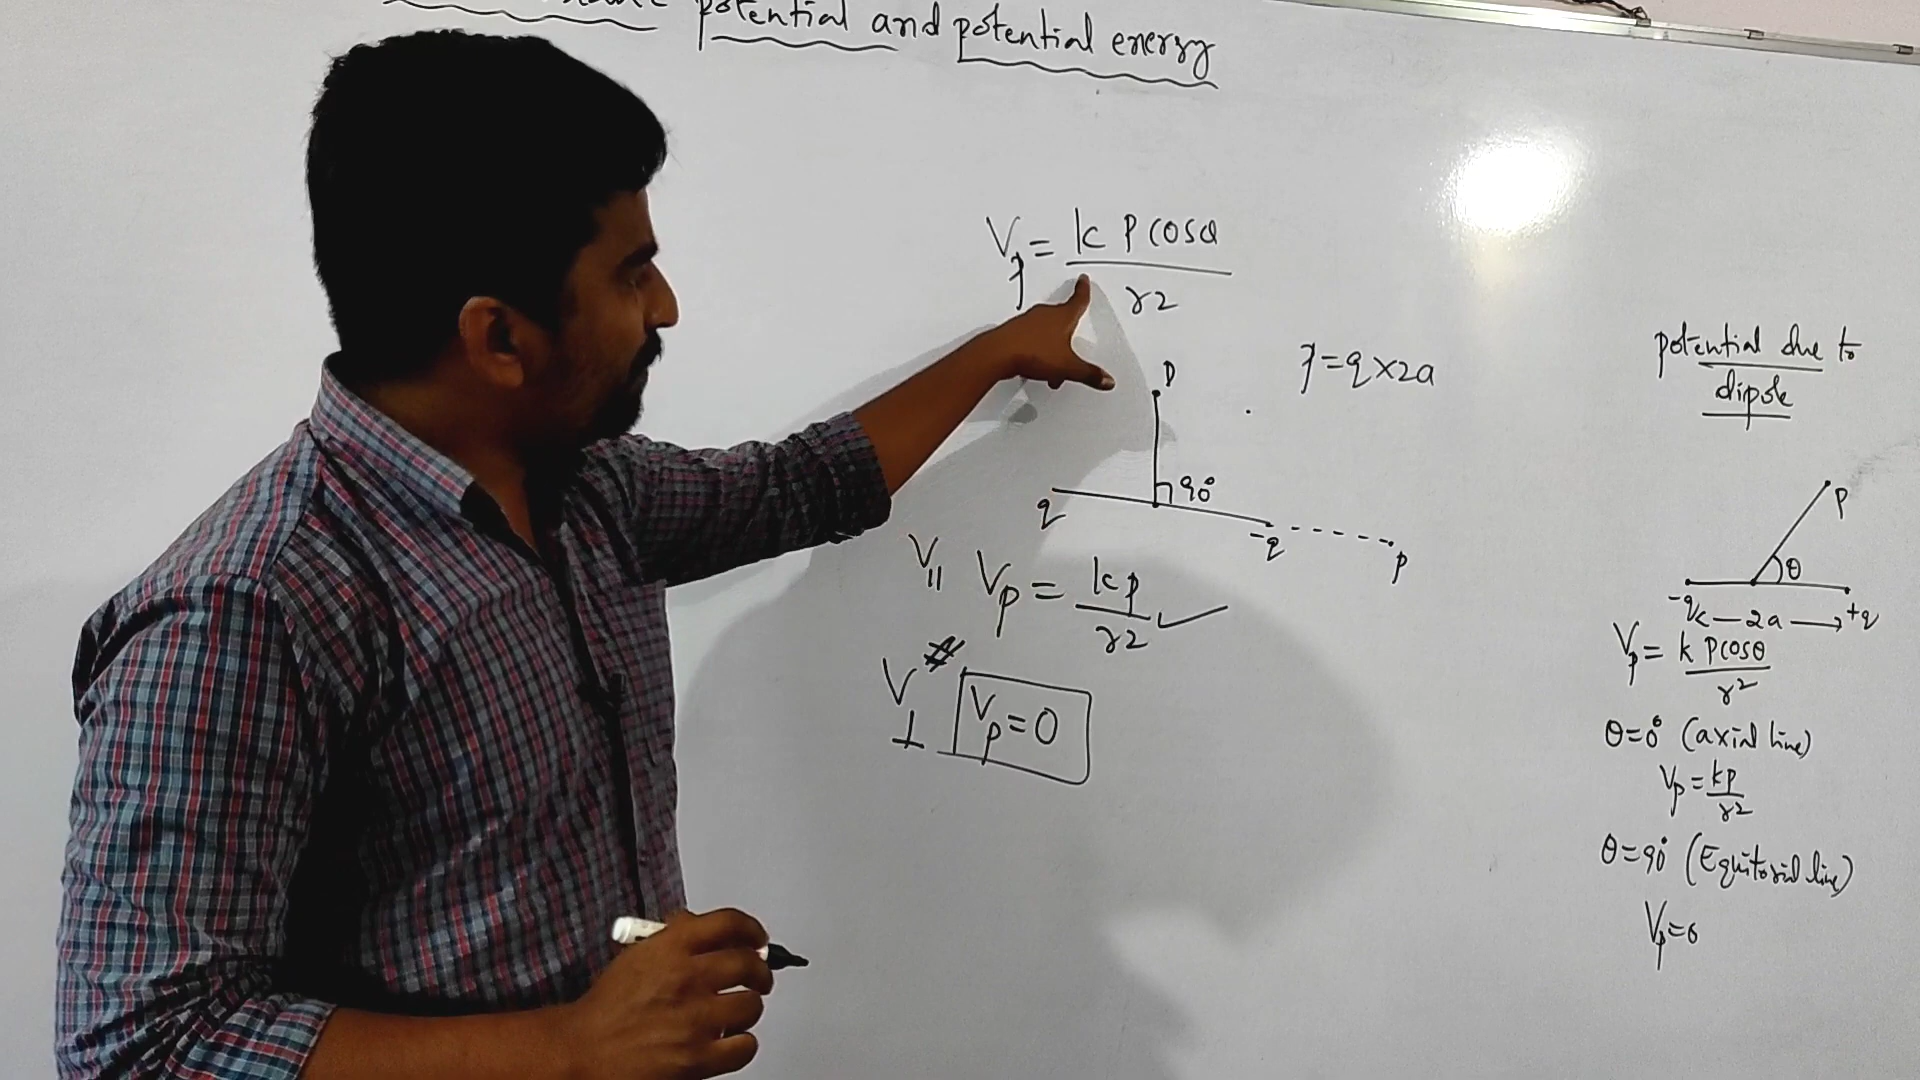 potential and potential energy
Vp = k P cosθ
r2
P
p = q x 2a
90°
q
-q
p
V|| Vp = kp
r2
V⊥ # Vp = 0
potential due to
dipole
P
θ
-q
2a
+q
Vp = k P cosθ
r²
θ = 0° (axial line)
Vp = kp
r2
θ = 90° (Equitorial line)
Vp = 0